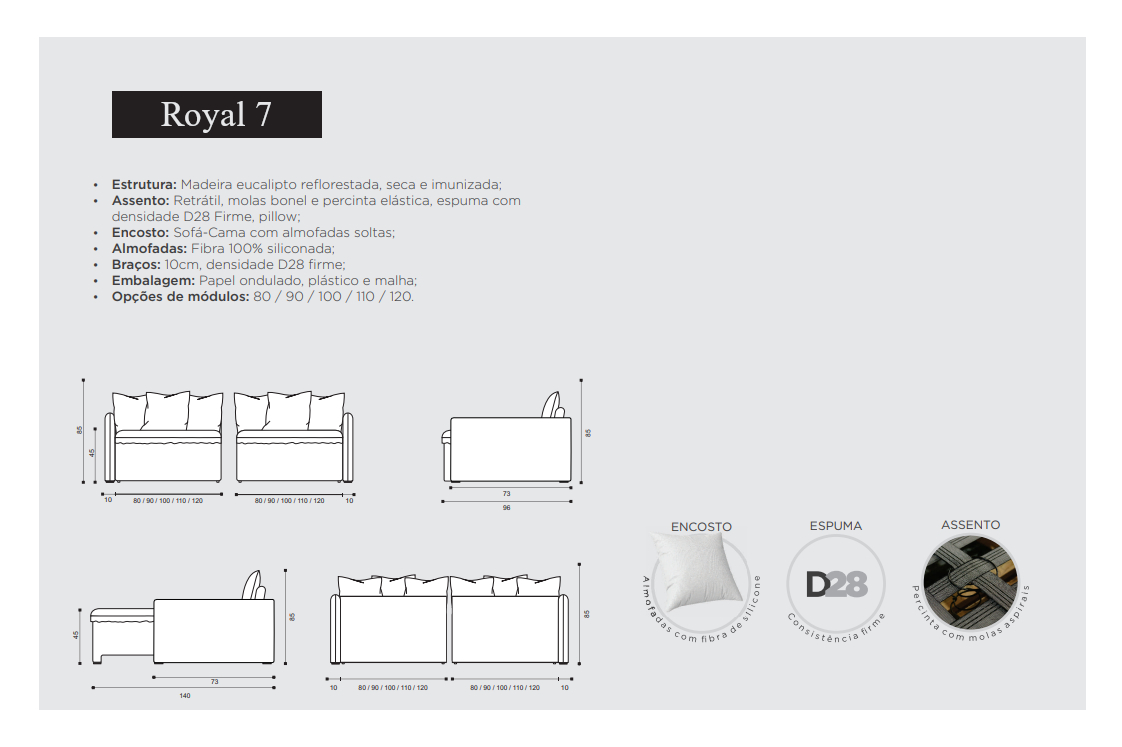 Royal 7
• Estrutura: Madeira eucalipto reflorestada, seca e imunizada;
• Assento: Retrátil, molas bonel e percinta elástica, espuma com
densidade D28 Firme, pillow;
• Encosto: Sofá-Cama com almofadas soltas;
• Almofadas: Fibra 100% siliconada;
• Braços: 10cm, densidade D28 firme;
• Embalagem: Papel ondulado, plástico e malha;
• Opções de módulos: 80 / 90 / 100 / 110 / 120.
85
45
10
80 / 90 / 100 / 110 / 120
80 / 90 / 100 / 110 / 120
10
85
73
96
45
85
73
140
85
10
80 / 90 / 100 / 110 / 120
80 / 90 / 100 / 110 / 120
10
ENCOSTO
Almofadas com fibra de silicone
ESPUMA
D28
Consistência firme
ASSENTO
Percinta com molas aspirais